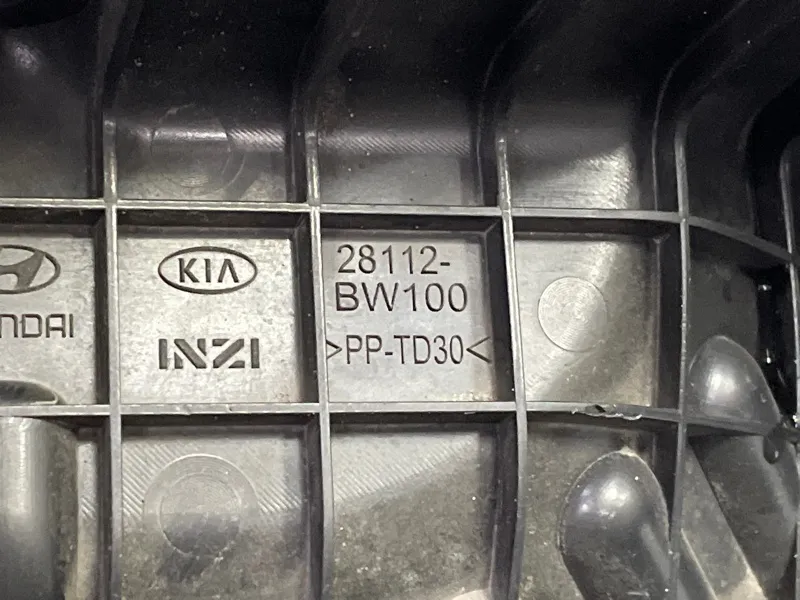 KIA
INZI
28112-
BW100
>PP-TD30<
NDAI